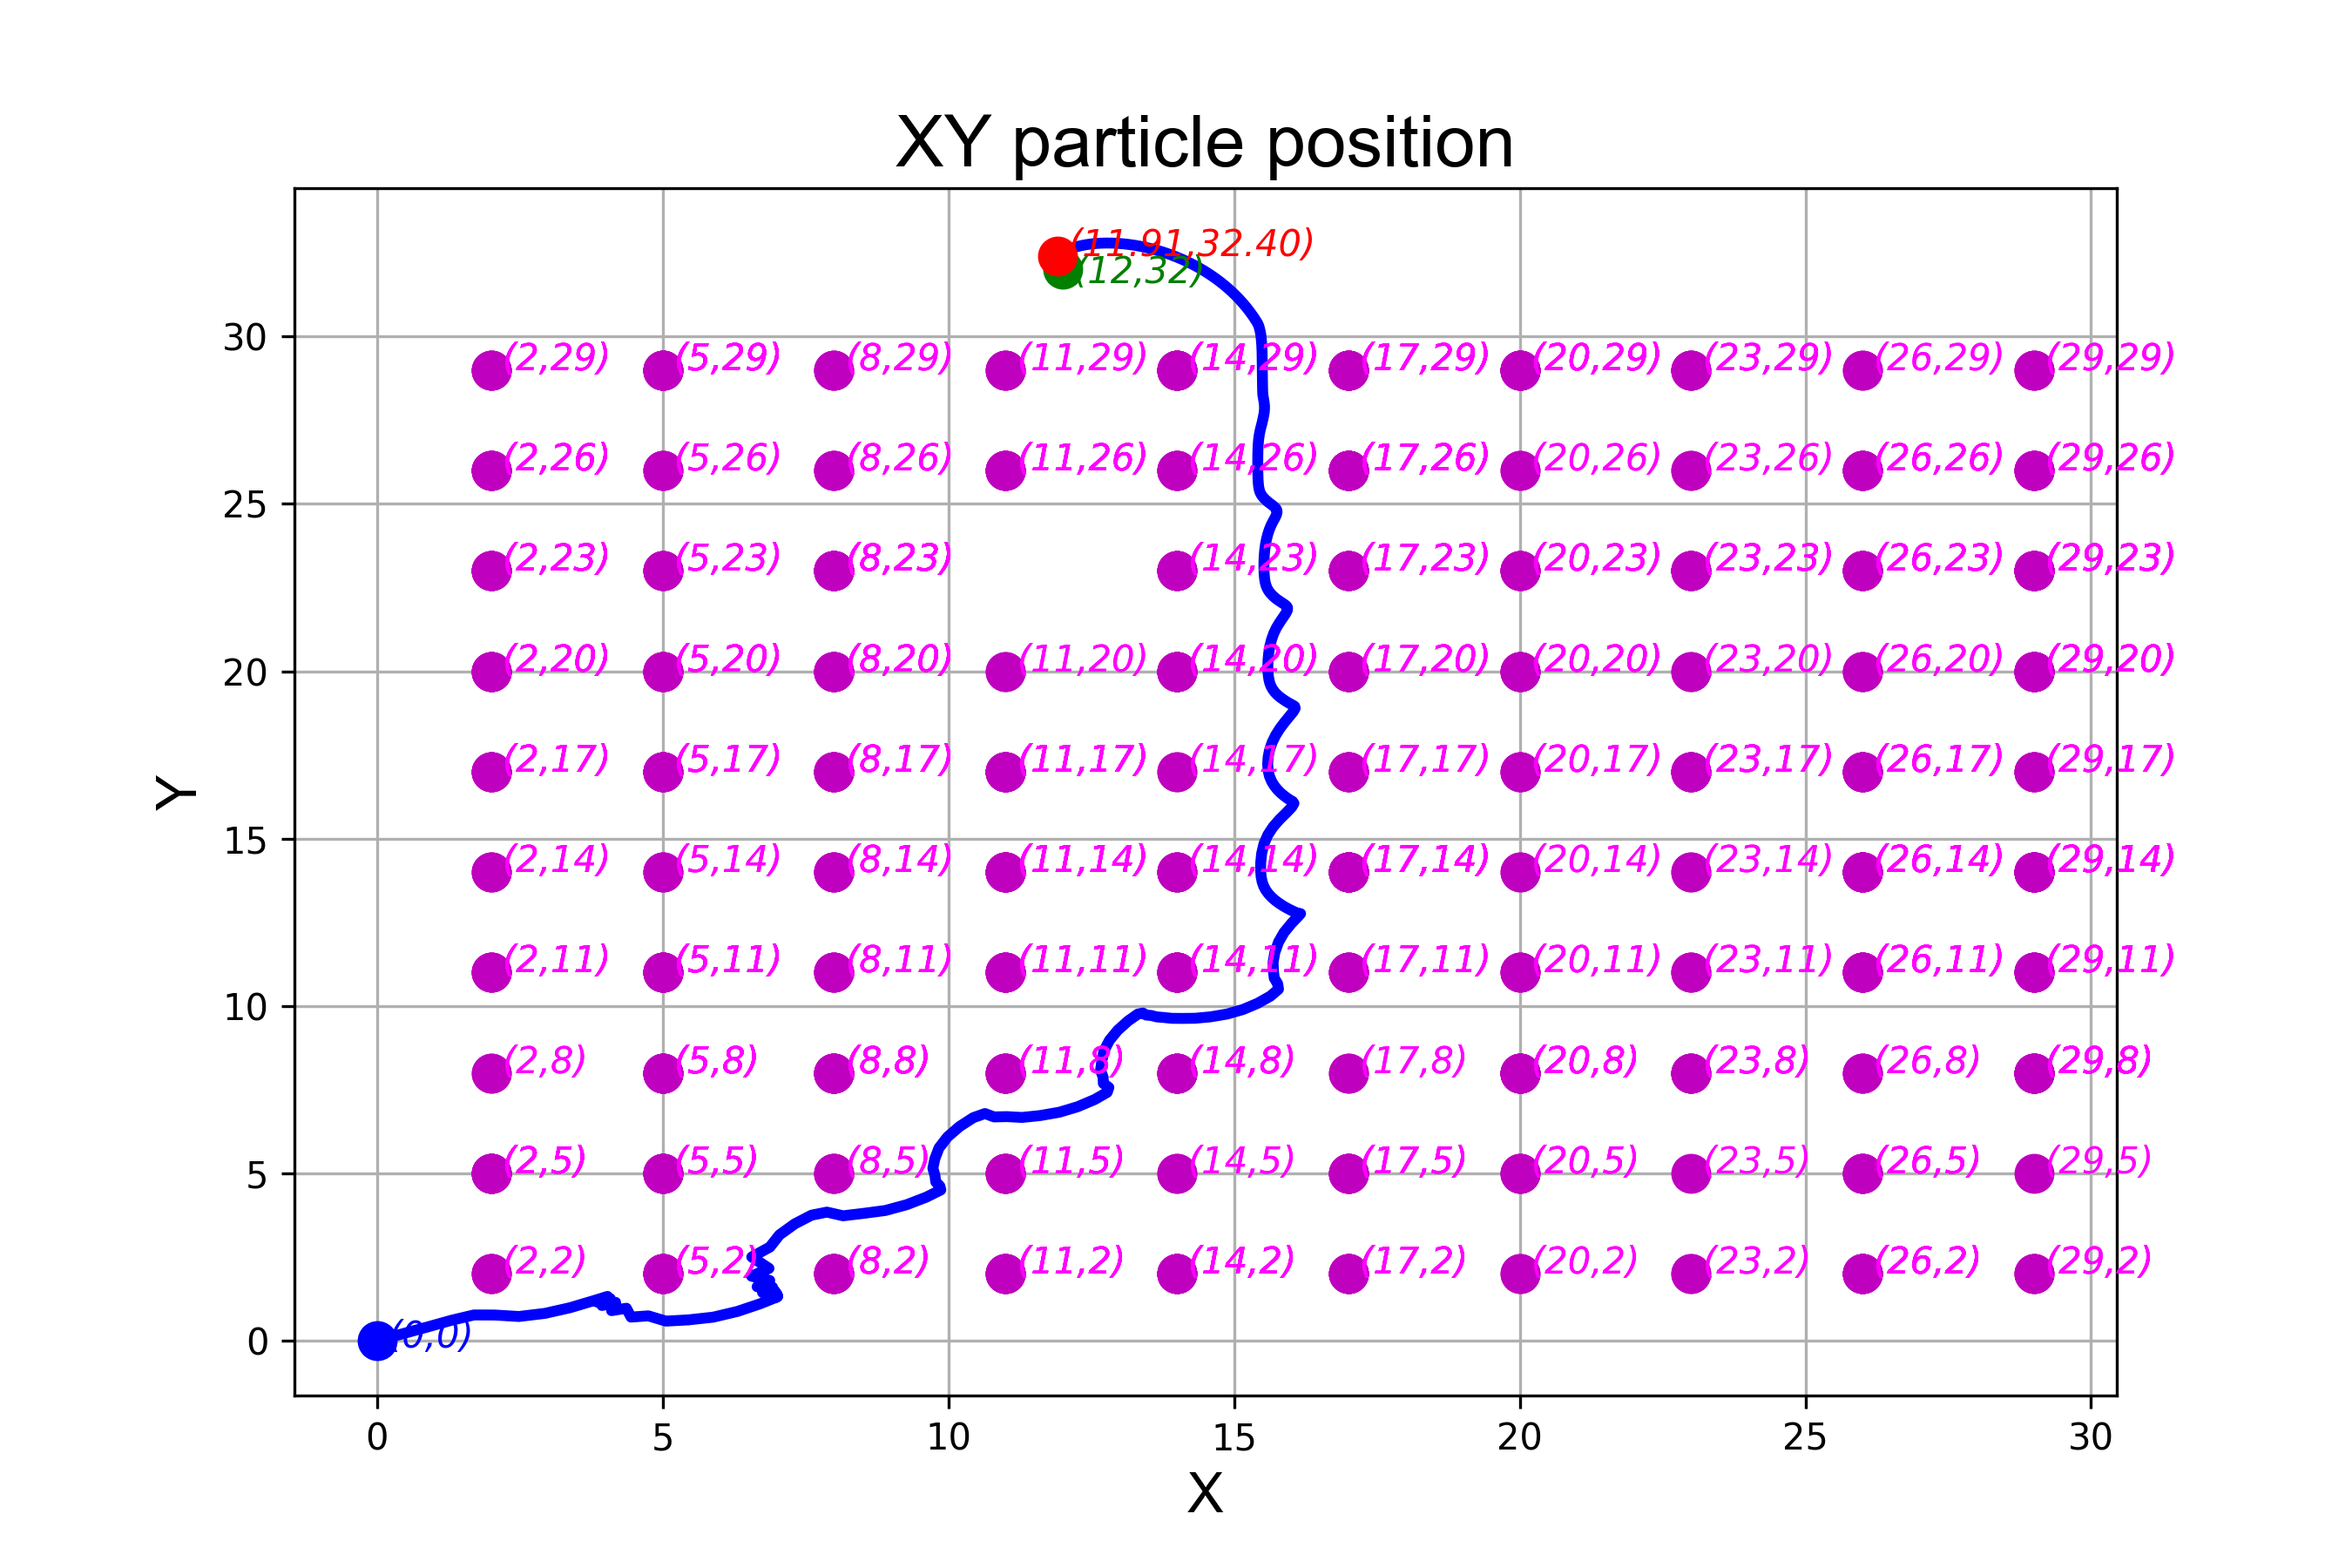 XY particle position
(11.91,32.40)
(12,32)
30
(2,29) (5,29) (8,29) (11,29) (14,29) (17,29) (20,29) (23,29) (26,29) (29,29)
(2,26) (5,26) (8,26) (11,26) (14,26) (17,26) (20,26) (23,26) (26,26) (29,26)
25
(2,23) (5,23) (8,23) (14,23) (17,23) (20,23) (23,23) (26,23) (29,23)
20 (2,20) (5,20) (8,20) (11,20) (14,20) (17,20) (20,20) (23,20) (26,20) (29,20)
(2,17) (5,17) (8,17) (11,17) (14,17) (17,17) (20,17) (23,17) (26,17) (29,17)
Y
15
(2,14) (5,14) (8,14) (11,14) (14,14) (17,14) (20,14) (23,14) (26,14) (29,14)
(2,11) (5,11) (8,11) (11,11) (14,11) (17,11) (20,11) (23,11) (26,11) (29,11)
10
(2,8) (5,8) (8,8) (11,8) (14,8) (17,8) (20,8) (23,8) (26,8) (29,8)
5 (2,5) (5,5) (8,5) (11,5) (14,5) (17,5) (20,5) (23,5) (26,5) (29,5)
(2,2) (5,2) (8,2) (11,2) (14,2) (17,2) (20,2) (23,2) (26,2) (29,2)
0 (0,0)
0 5 10 15 20 25 30
X